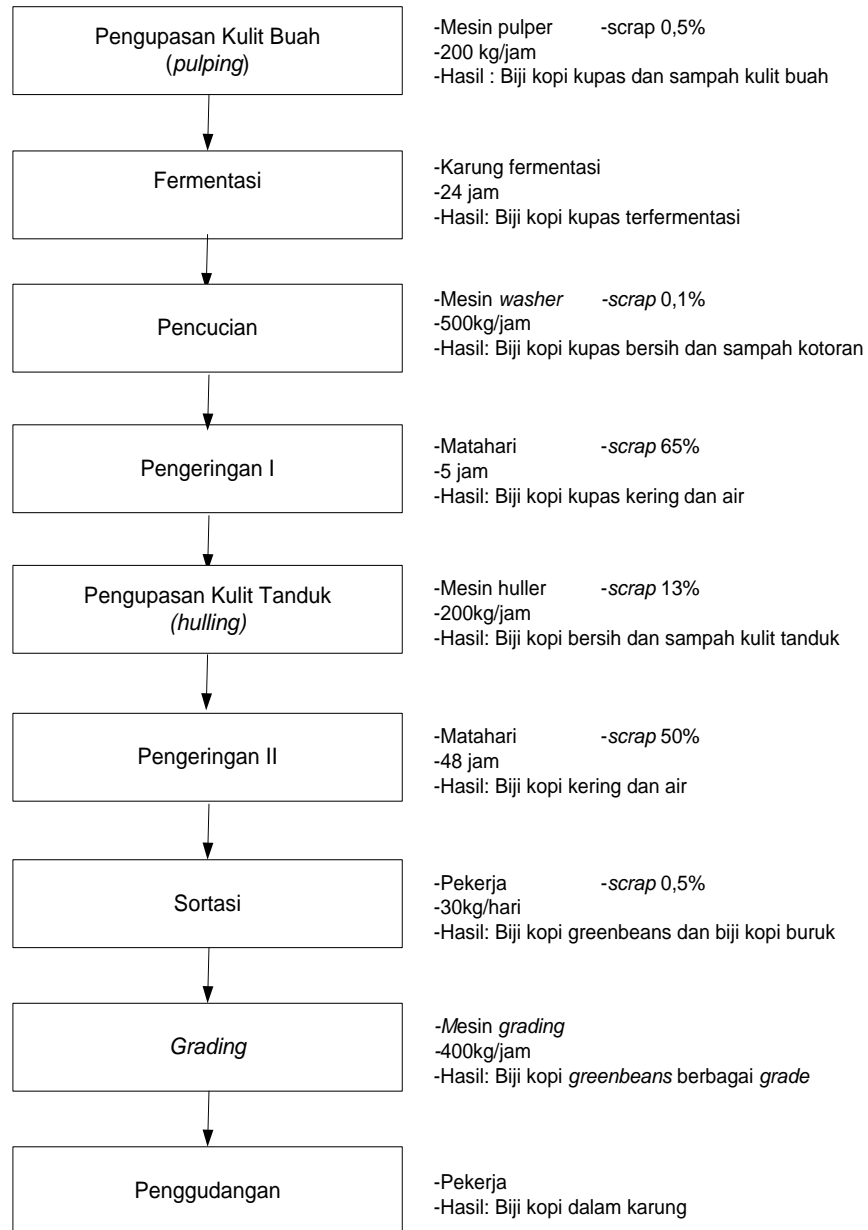 Pengupasan Kulit Buah
(pulping)
-Mesin pulper -scrap 0,5%
-200 kg/jam
-Hasil : Biji kopi kupas dan sampah kulit buah
Fermentasi
-Karung fermentasi
-24 jam
-Hasil: Biji kopi kupas terfermentasi
Pencucian
-Mesin washer -scrap 0,1%
-500kg/jam
-Hasil: Biji kopi kupas bersih dan sampah kotoran
Pengeringan I
-Matahari -scrap 65%
-5 jam
-Hasil: Biji kopi kupas kering dan air
Pengupasan Kulit Tanduk
(hulling)
-Mesin huller -scrap 13%
-200kg/jam
-Hasil: Biji kopi bersih dan sampah kulit tanduk
Pengeringan II
-Matahari -scrap 50%
-48 jam
-Hasil: Biji kopi kering dan air
Sortasi
-Pekerja -scrap 0,5%
-30kg/hari
-Hasil: Biji kopi greenbeans dan biji kopi buruk
Grading
-Mesin grading
-400kg/jam
-Hasil: Biji kopi greenbeans berbagai grade
Penggudangan
-Pekerja
-Hasil: Biji kopi dalam karung